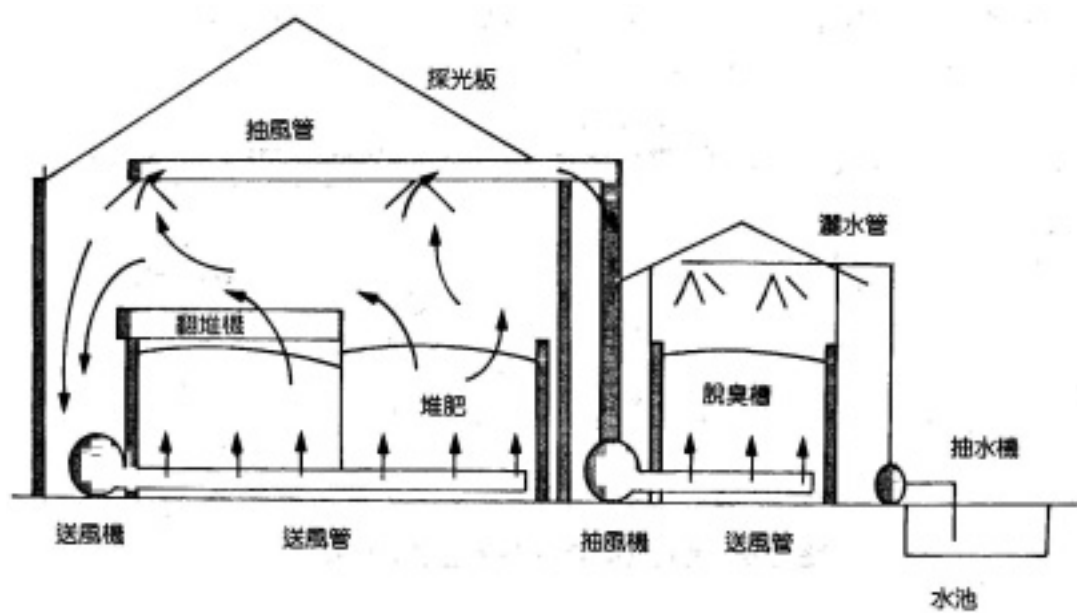 採光板
抽風管
灑水管
翻堆機
堆肥
脫臭槽
抽水機
送風機
送風管
抽風機
送風管
水池